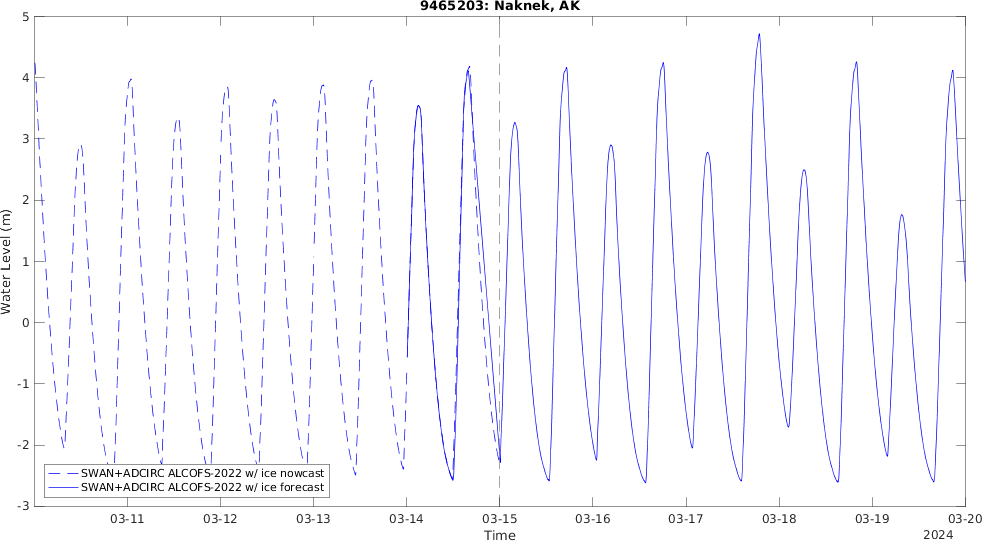 9465203: Naknek, AK
5
4
3
2
1
0
-1
-2
-3
Water Level (m)
SWAN+ADCIRC ALCOFS-2022 w/ ice nowcast
SWAN+ADCIRC ALCOFS-2022 w/ ice forecast
03-11 03-12 03-13 03-14 03-15 03-16 03-17 03-18 03-19 03-20
Time
2024